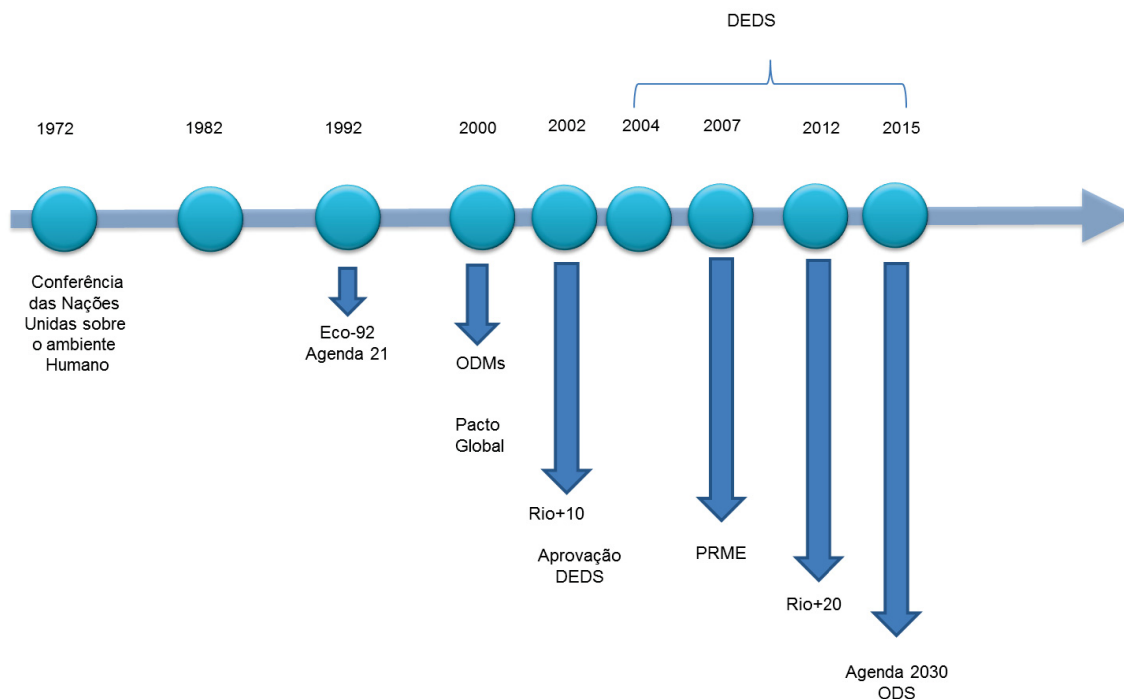 DEDS
1972
1982
1992
2000
2002
2004
2007
2012
2015
Conferência
das Nações
Unidas sobre
o ambiente
Humano
Eco-92
Agenda 21
ODMs
Pacto
Global
Rio+10
Aprovação
DEDS
PRME
Rio+20
Agenda 2030
ODS